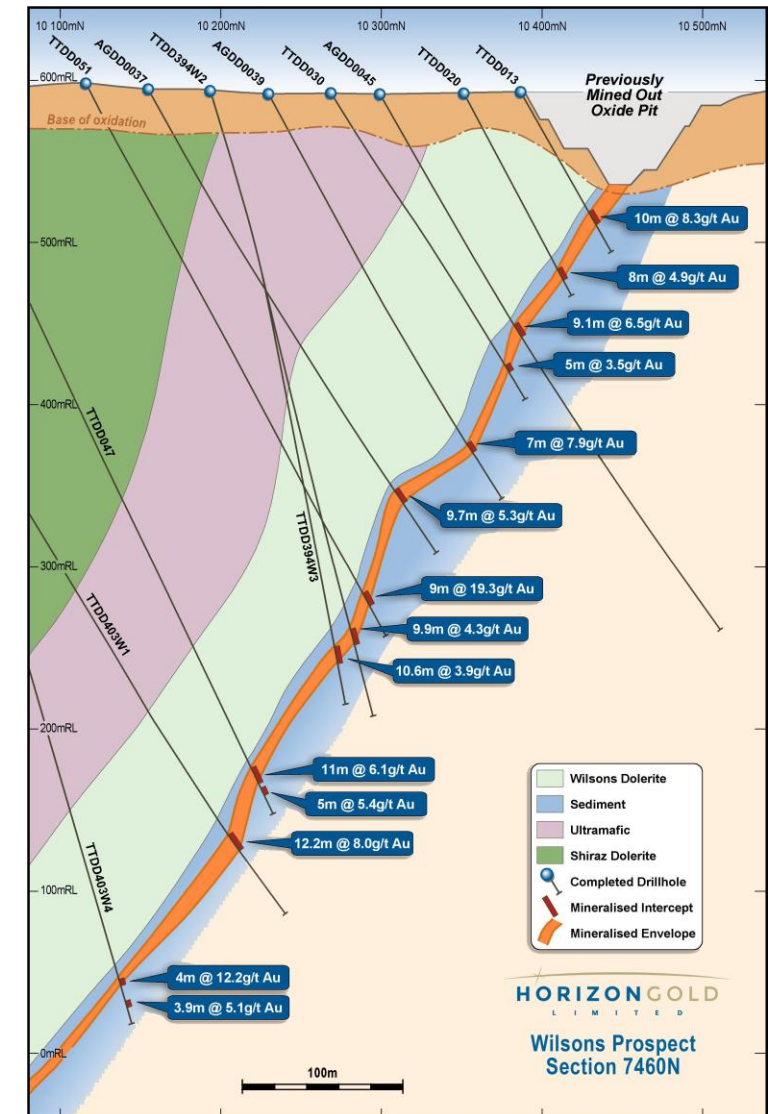 10 100mE
10 200mE
10 300mE
10 400mE
10 500mE
TTDD051
AGDD0037
TTDD394W2
AGDD0039
TTDD030
AGDD0045
TTDD020
TTDD013
600mRL
Previously
Mined Out
Oxide Pit
Base of oxidation
10m @ 8.3g/t Au
500mRL
8m @ 4.9g/t Au
9.1m @ 6.5g/t Au
5m @ 3.5g/t Au
400mRL
TTDD047
7m @ 7.9g/t Au
9.7m @ 5.3g/t Au
TTDD394W3
300mRL
9m @ 19.3g/t Au
TTDD403W1
9.9m @ 4.3g/t Au
10.6m @ 3.9g/t Au
200mRL
11m @ 6.1g/t Au
5m @ 5.4g/t Au
12.2m @ 8.0g/t Au
Wilsons Dolerite
Sediment
Ultramafic
Shiraz Dolerite
Completed Drillhole
Mineralised Intercept
Mineralised Envelope
TTDD403W4
100mRL
4m @ 12.2g/t Au
3.9m @ 5.1g/t Au
HORIZON GOLD
LIMITED
Wilsons Prospect
Section 7460N
0mRL
100m